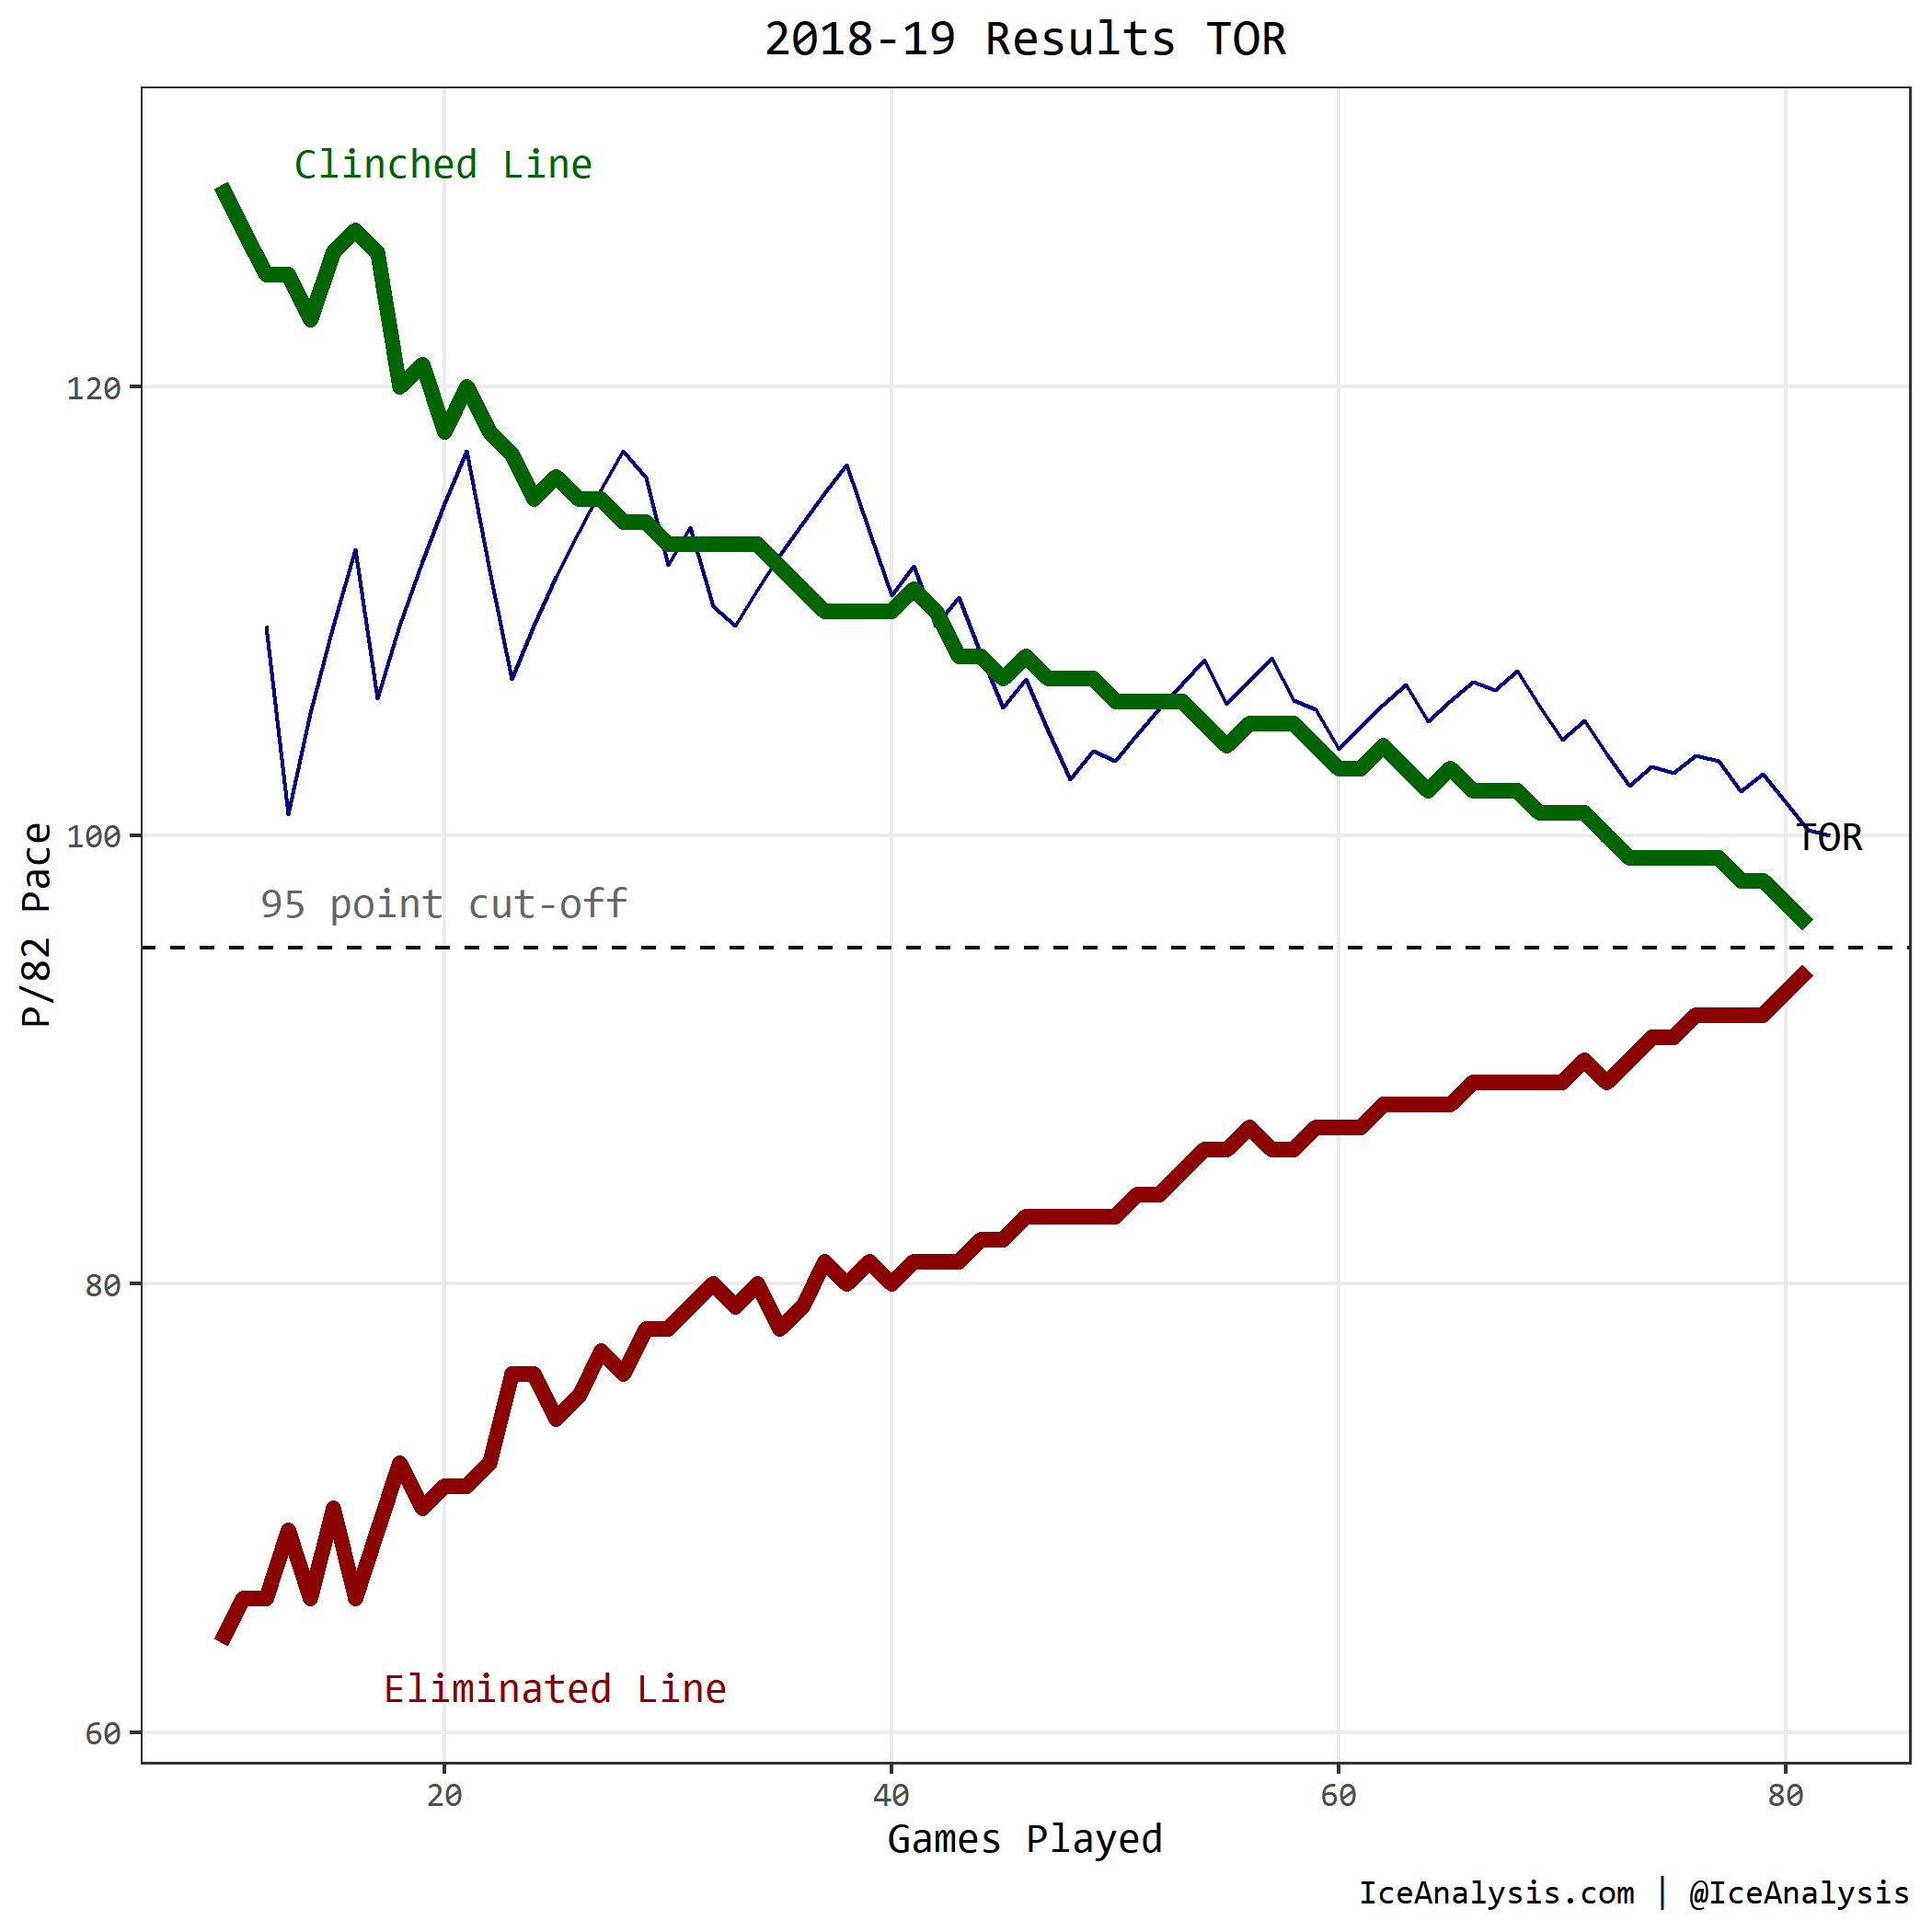 2018-19 Results TOR
Clinched Line
120
100
TOR
95 point cut-off
P/82 Pace
80
Eliminated Line
60
20 40 60 80
Games Played
IceAnalysis.com | @IceAnalysis